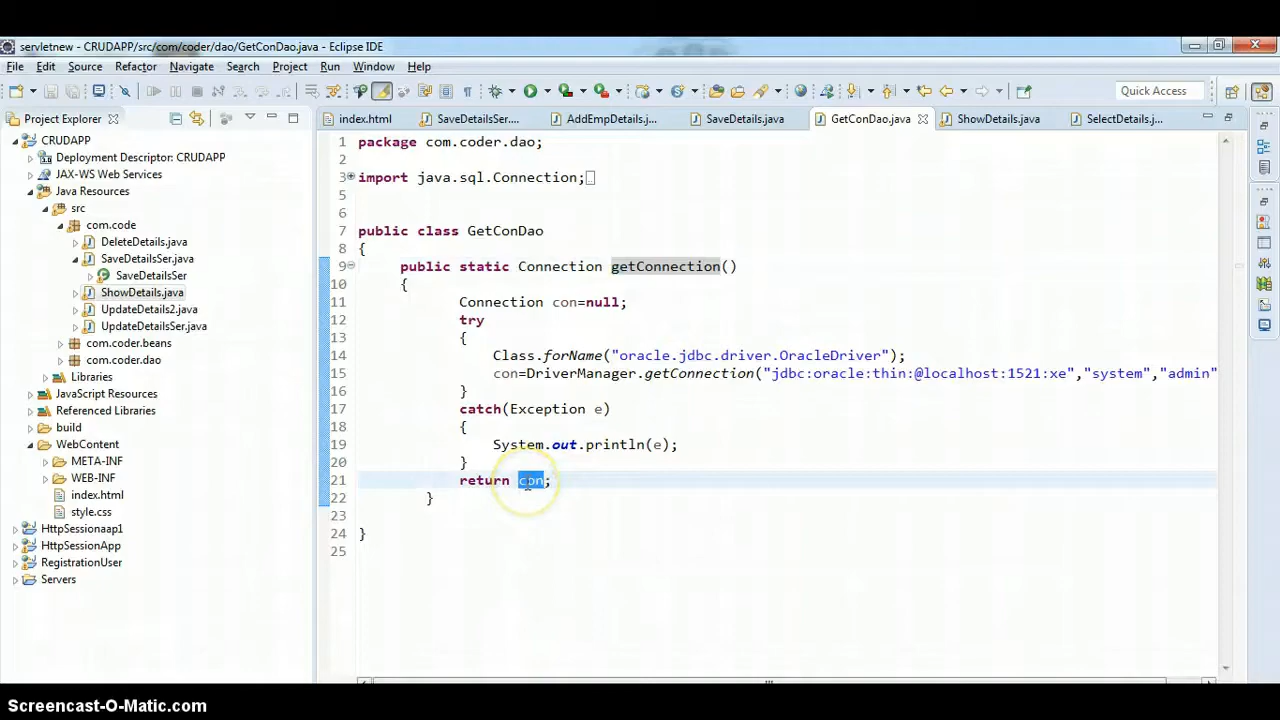 servletnew - CRUDAPP/src/com/coder/dao/GetConDao.java - Eclipse IDE
File Edit Source Refactor Navigate Search Project Run Window Help
Quick Access
Project Explorer
index.html SaveDetailsSer.... AddEmpDetails.j... SaveDetails.java GetConDao.java ShowDetails.java SelectDetails.j...
CRUDAPP
Deployment Descriptor: CRUDAPP
JAX-WS Web Services
Java Resources
src
com.code
DeleteDetails.java
SaveDetailsSer.java
SaveDetailsSer
ShowDetails.java
UpdateDetails2.java
UpdateDetailsSer.java
com.coder.beans
com.coder.dao
Libraries
JavaScript Resources
Referenced Libraries
build
WebContent
META-INF
WEB-INF
index.html
style.css
HttpSessionaap1
HttpSessionApp
RegistrationUser
Servers
1 package com.coder.dao;
2
3 import java.sql.Connection;
5
6
7 public class GetConDao
8 {
9 public static Connection getConnection()
10 {
11 Connection con=null;
12 try
13 {
14 Class.forName("oracle.jdbc.driver.OracleDriver");
15 con=DriverManager.getConnection("jdbc:oracle:thin:@localhost:1521:xe","system","admin"
16 }
17 catch(Exception e)
18 {
19 System.out.println(e);
20 }
21 return con;
22 }
23
24 }
25
Screencast-O-Matic.com